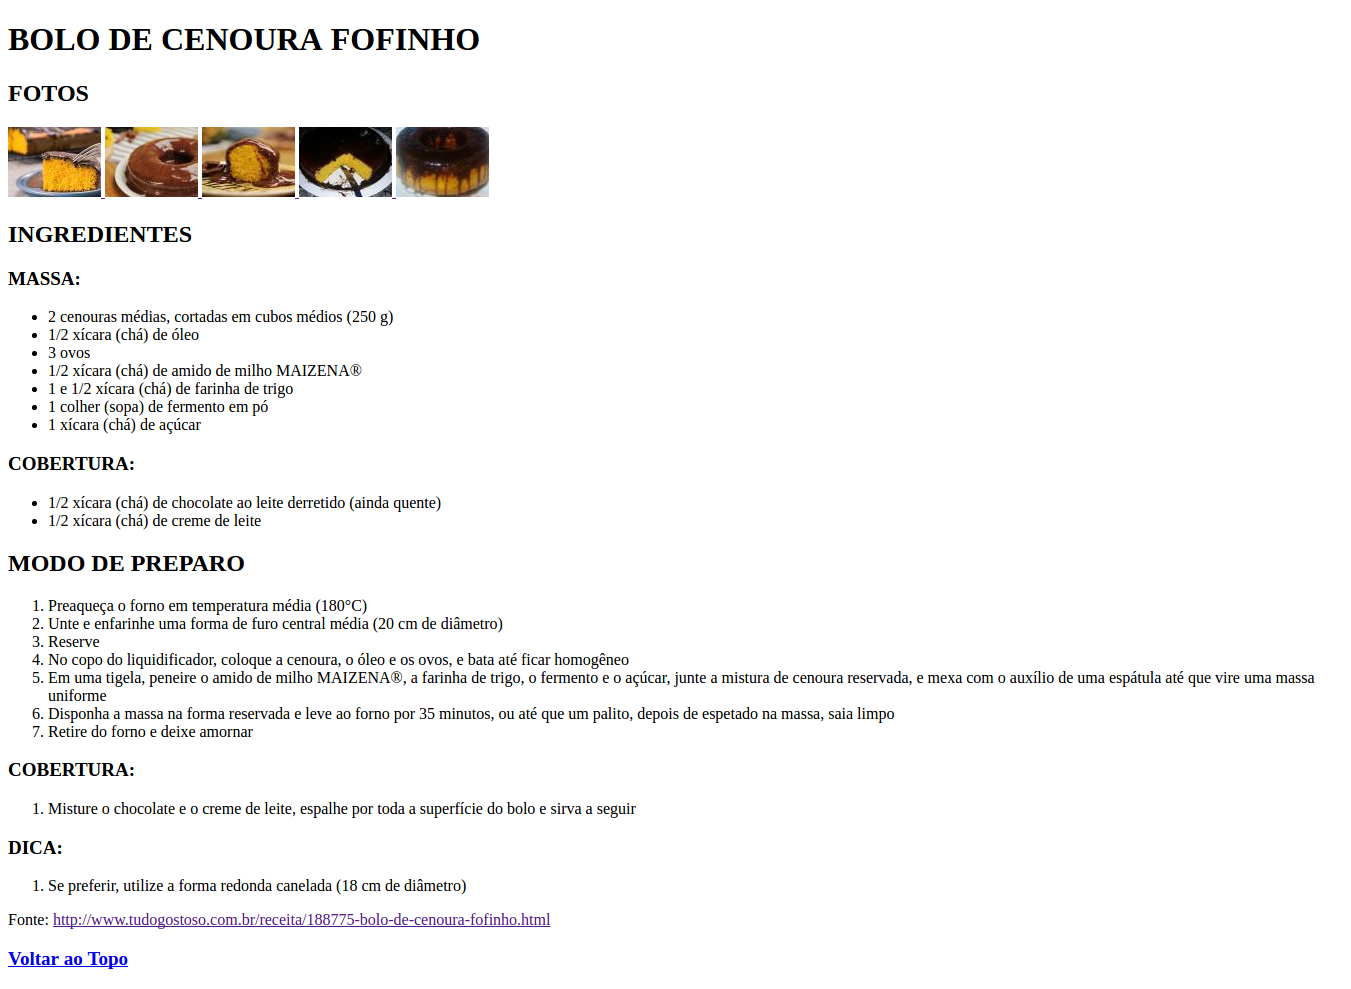 BOLO DE CENOURA FOFINHO
FOTOS
INGREDIENTES
MASSA:
2 cenouras médias, cortadas em cubos médios (250 g)
1/2 xícara (chá) de óleo
3 ovos
1/2 xícara (chá) de amido de milho MAIZENA®
1 e 1/2 xícara (chá) de farinha de trigo
1 colher (sopa) de fermento em pó
1 xícara (chá) de açúcar
COBERTURA:
1/2 xícara (chá) de chocolate ao leite derretido (ainda quente)
1/2 xícara (chá) de creme de leite
MODO DE PREPARO
1. Preaqueça o forno em temperatura média (180°C)
2. Unte e enfarinhe uma forma de furo central média (20 cm de diâmetro)
3. Reserve
4. No copo do liquidificador, coloque a cenoura, o óleo e os ovos, e bata até ficar homogêneo
5. Em uma tigela, peneire o amido de milho MAIZENA®, a farinha de trigo, o fermento e o açúcar, junte a mistura de cenoura reservada, e mexa com o auxílio de uma espátula até que vire uma massa
uniforme
6. Disponha a massa na forma reservada e leve ao forno por 35 minutos, ou até que um palito, depois de espetado na massa, saia limpo
7. Retire do forno e deixe amornar
COBERTURA:
1. Misture o chocolate e o creme de leite, espalhe por toda a superfície do bolo e sirva a seguir
DICA:
1. Se preferir, utilize a forma redonda canelada (18 cm de diâmetro)
Fonte: http://www.tudogostoso.com.br/receita/188775-bolo-de-cenoura-fofinho.html
Voltar ao Topo